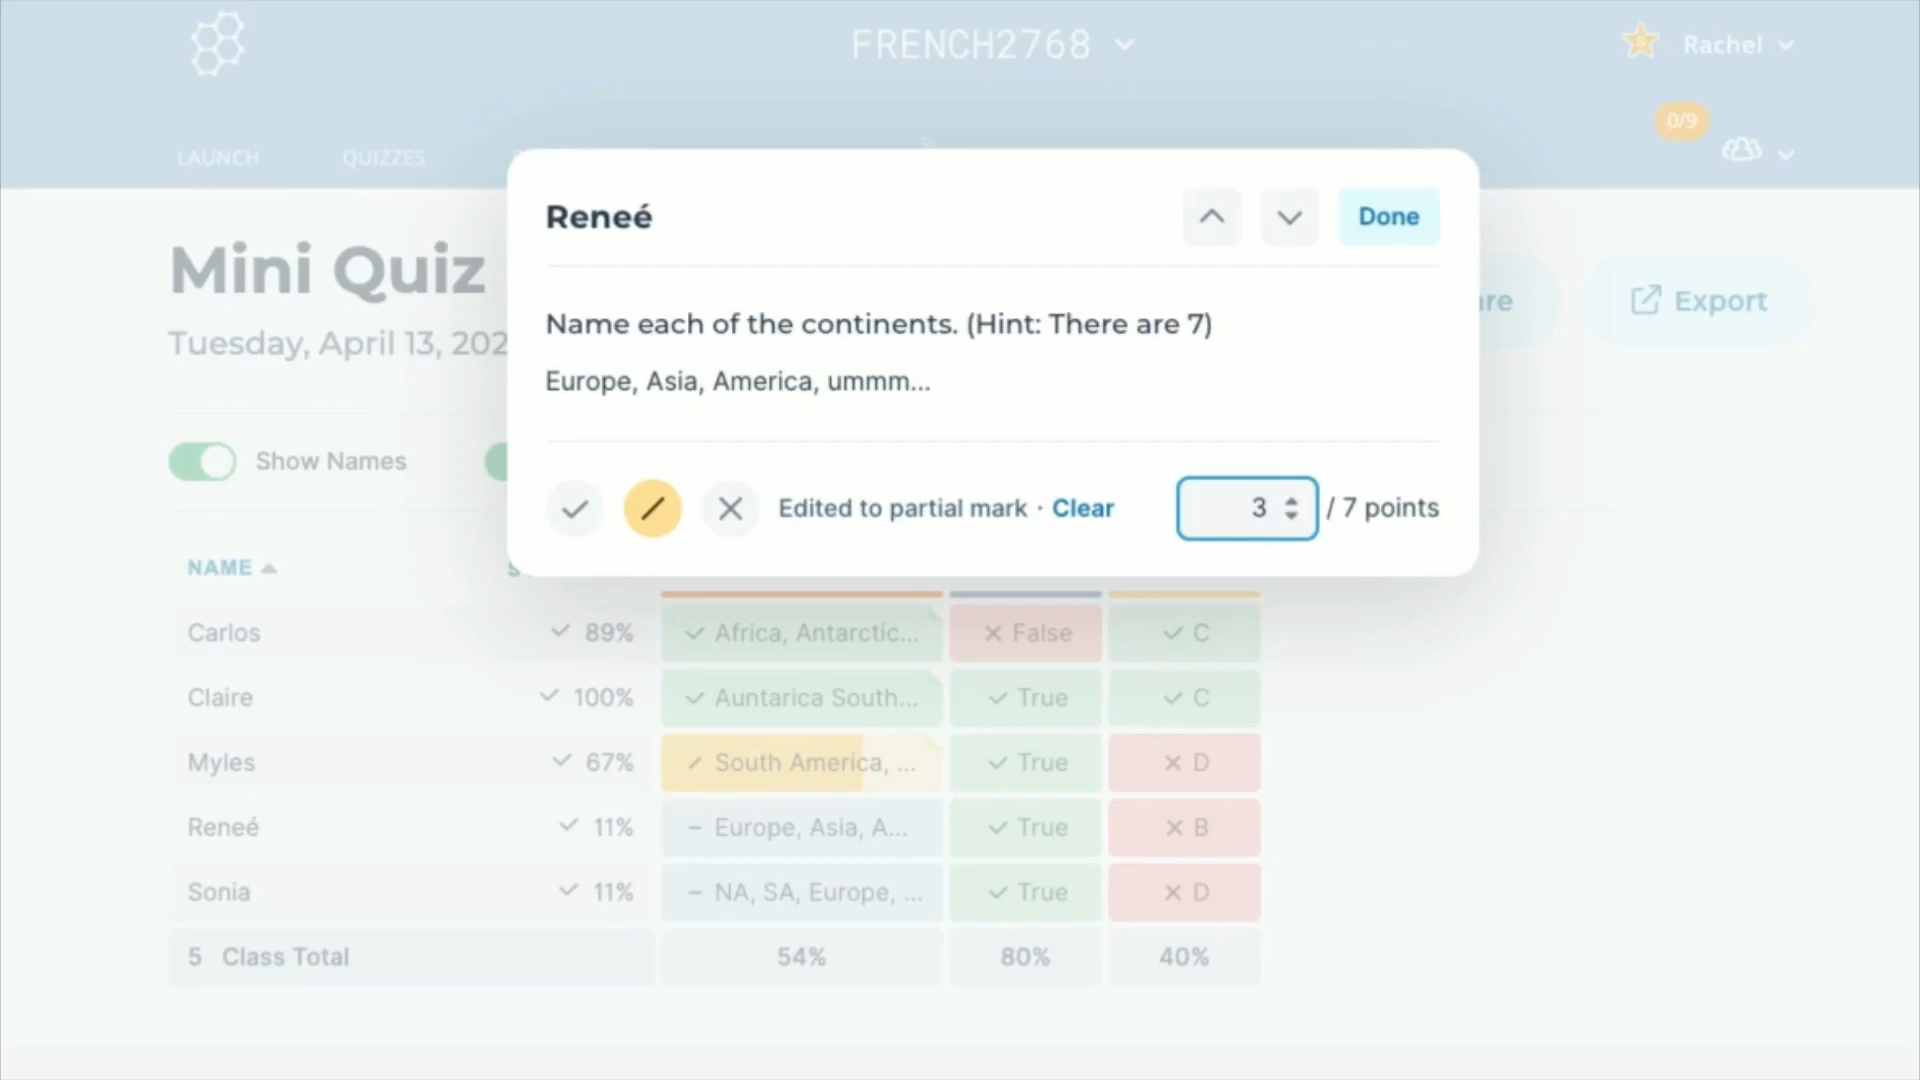 FRENCH2768
Rachel
0/9
LAUNCH QUIZZES
Reneé Done
Mini Quiz
Export
Tuesday, April 13, 202
Name each of the continents. (Hint: There are 7)
Europe, Asia, America, ummm...
Show Names
Edited to partial mark · Clear 3 / 7 points
NAME
Carlos 89% Africa, Antarctic... False C
Claire 100% Auntarica South... True C
Myles 67% South America, ... True D
Reneé 11% Europe, Asia, A... True B
Sonia 11% NA, SA, Europe, ... True D
5 Class Total 54% 80% 40%